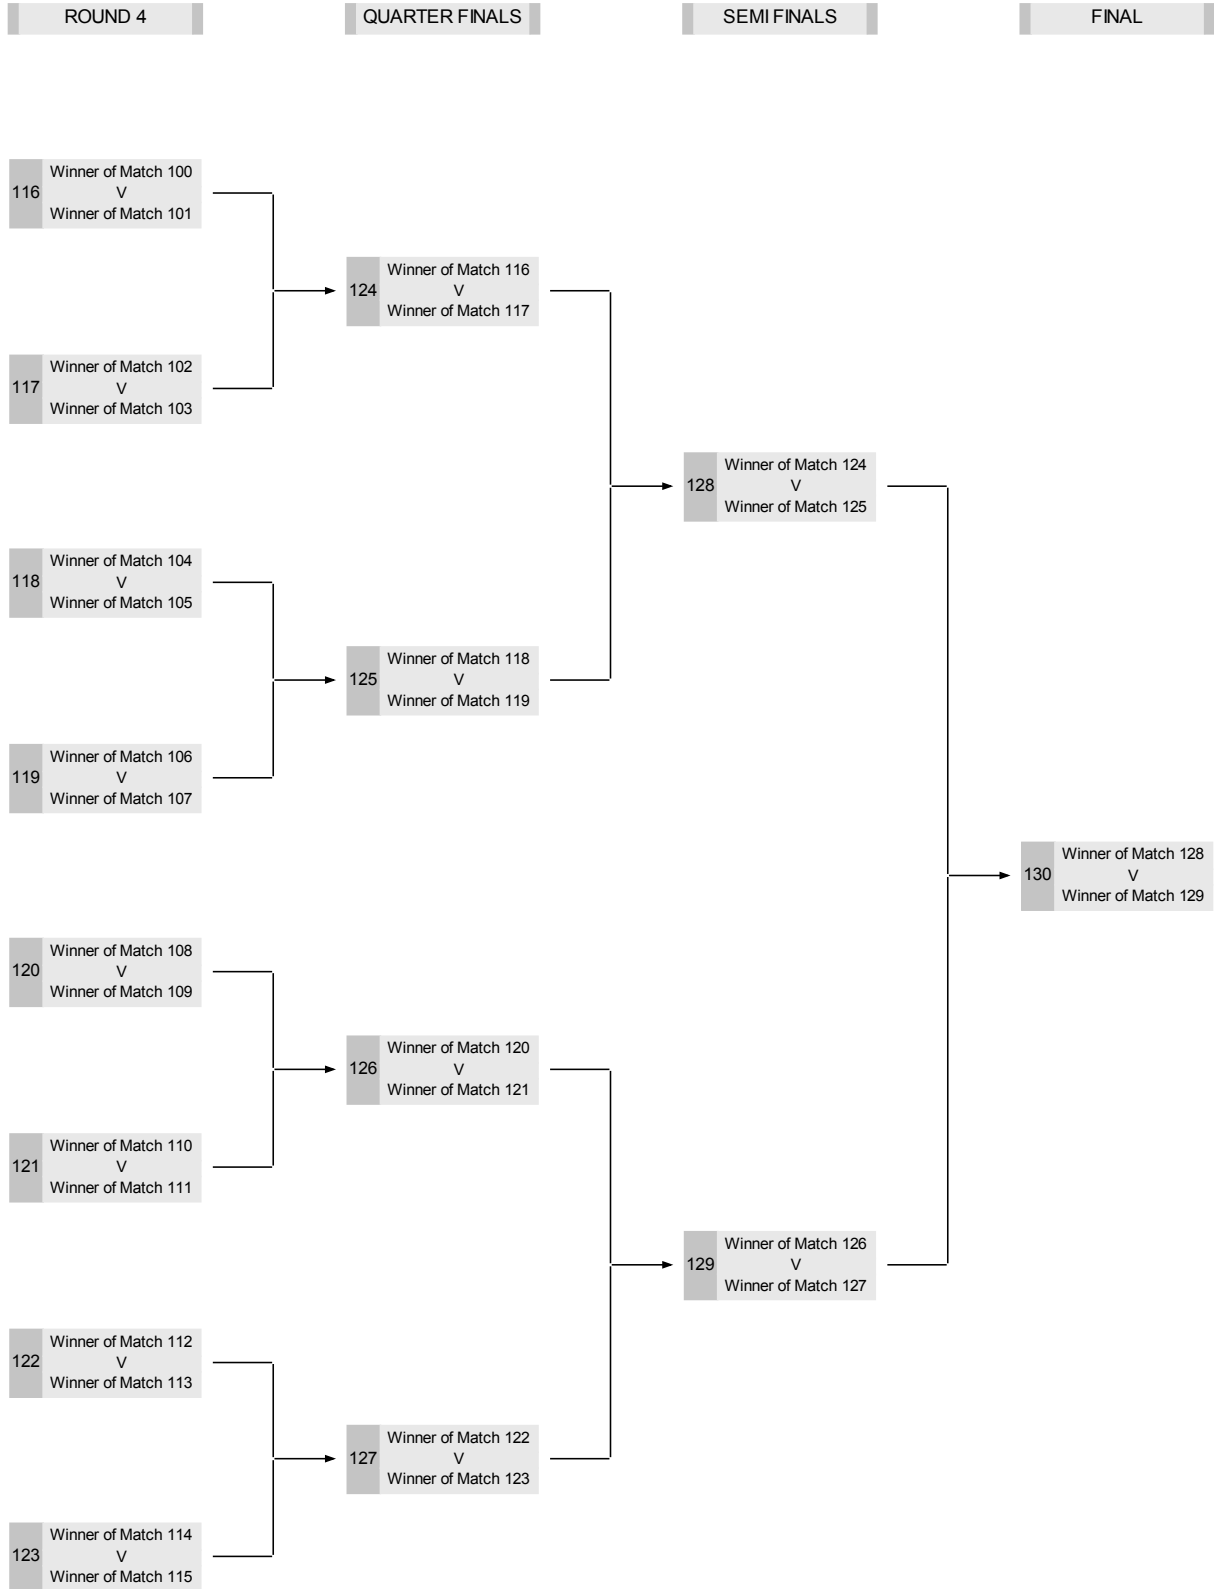 ROUND 4
QUARTER FINALS
SEMI FINALS
FINAL
116
Winner of Match 100
V
Winner of Match 101
117
Winner of Match 102
V
Winner of Match 103
118
Winner of Match 104
V
Winner of Match 105
119
Winner of Match 106
V
Winner of Match 107
120
Winner of Match 108
V
Winner of Match 109
121
Winner of Match 110
V
Winner of Match 111
122
Winner of Match 112
V
Winner of Match 113
123
Winner of Match 114
V
Winner of Match 115
124
Winner of Match 116
V
Winner of Match 117
125
Winner of Match 118
V
Winner of Match 119
126
Winner of Match 120
V
Winner of Match 121
127
Winner of Match 122
V
Winner of Match 123
128
Winner of Match 124
V
Winner of Match 125
129
Winner of Match 126
V
Winner of Match 127
130
Winner of Match 128
V
Winner of Match 129